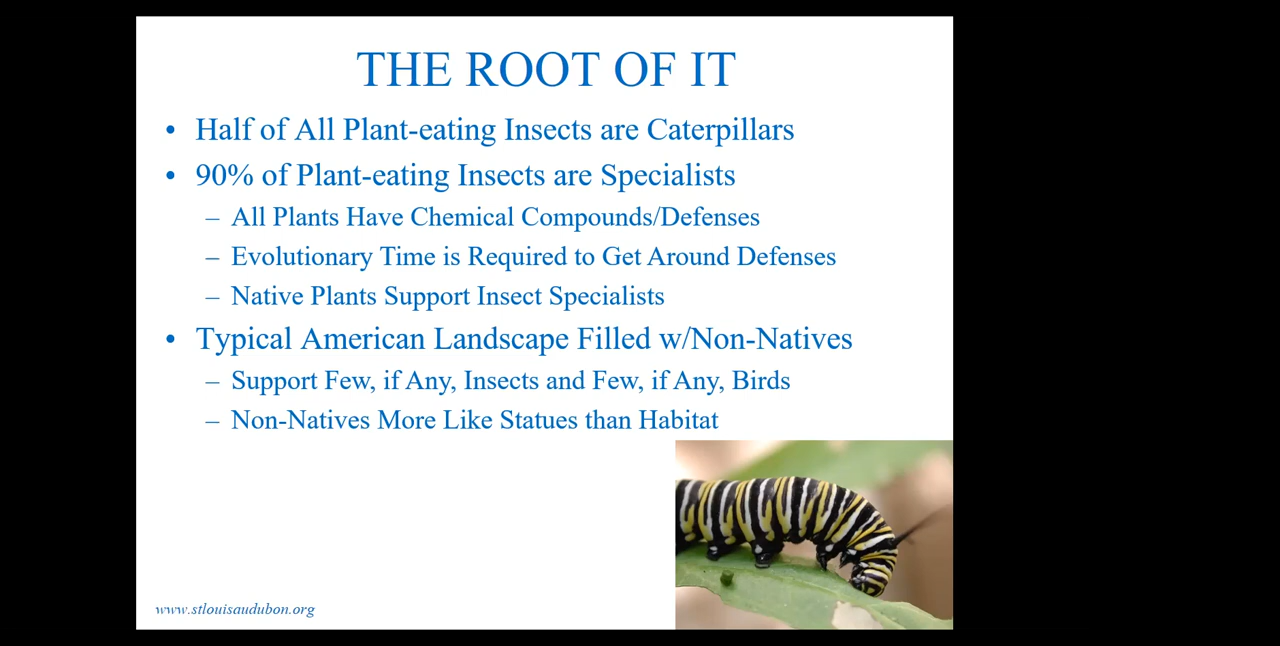 THE ROOT OF IT
• Half of All Plant-eating Insects are Caterpillars
• 90% of Plant-eating Insects are Specialists
– All Plants Have Chemical Compounds/Defenses
– Evolutionary Time is Required to Get Around Defenses
– Native Plants Support Insect Specialists
• Typical American Landscape Filled w/Non-Natives
– Support Few, if Any, Insects and Few, if Any, Birds
– Non-Natives More Like Statues than Habitat
www.stlouisaudubon.org